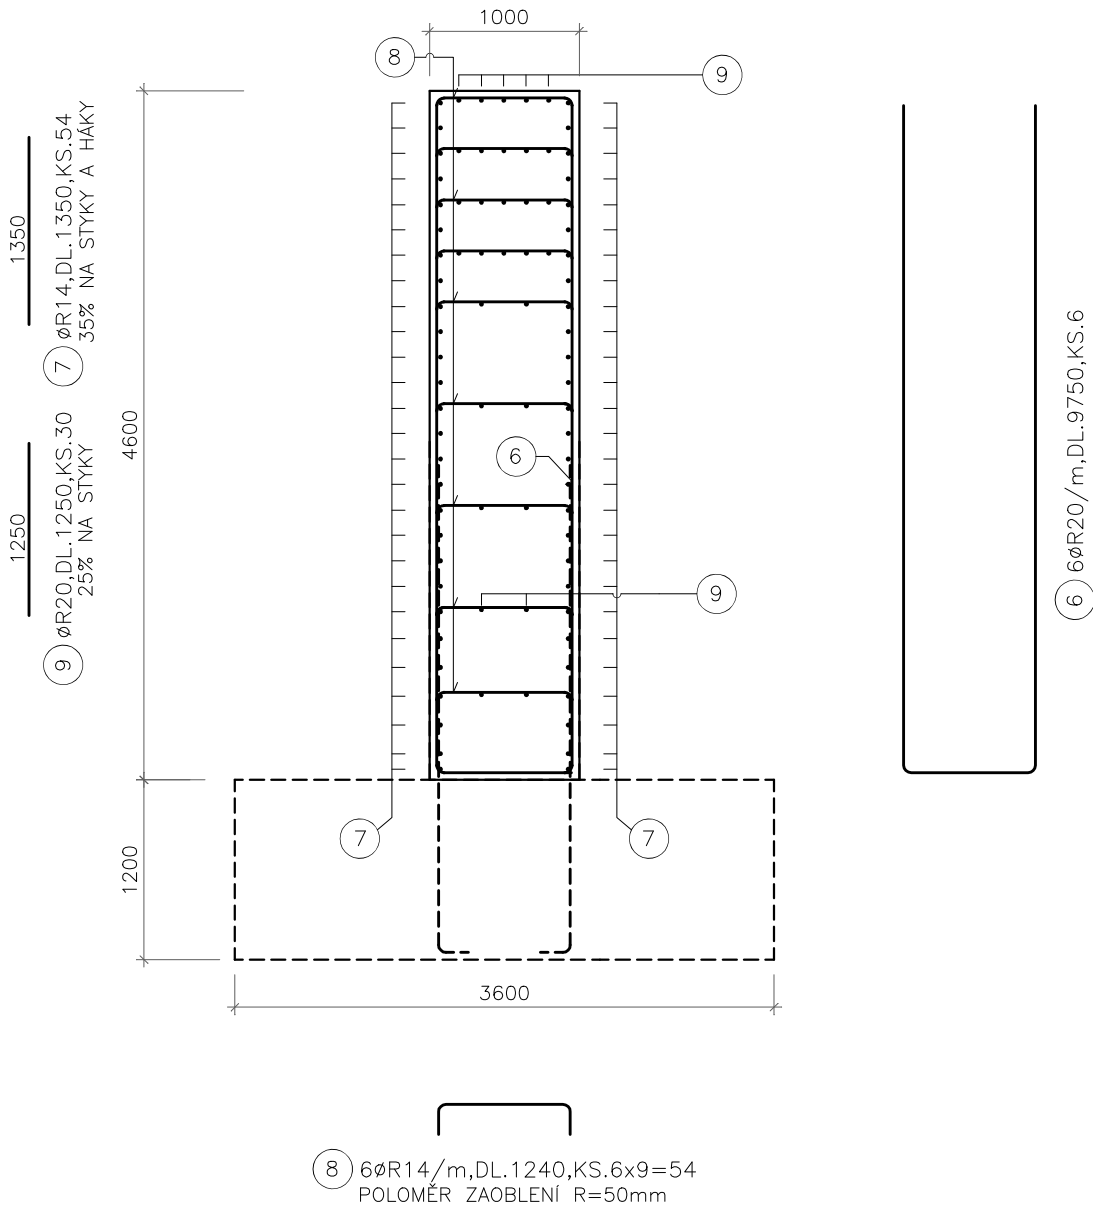 1000
8
9
1350
7 øR14,DL.1350,KS.54
35% NA STYKY A HÁKY
4600
1250
9 øR20,DL.1250,KS.30
25% NA STYKY
6
9
6 6øR20/m,DL.9750,KS.6
7
7
1200
3600
8 6øR14/m,DL.1240,KS.6x9=54
POLOMĚR ZAOBLENÍ R=50mm